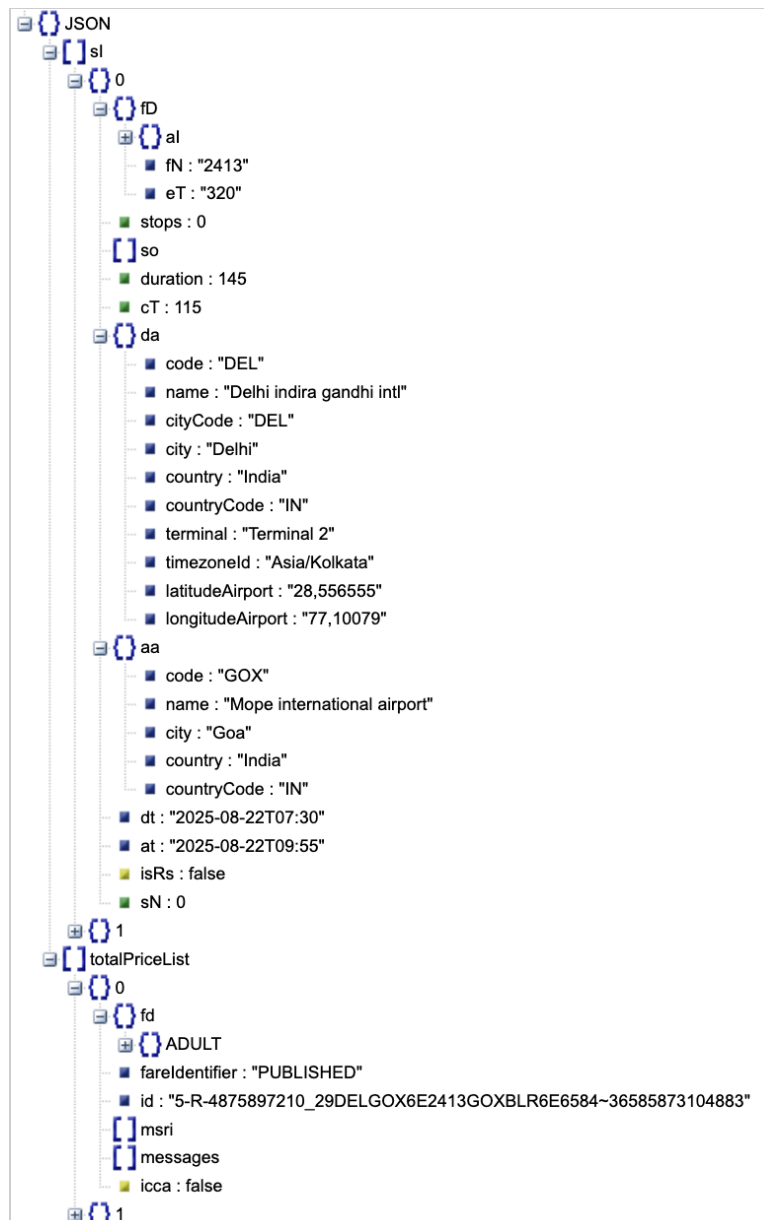 JSON
sI
0
fD
aI
fN : "2413"
eT : "320"
stops : 0
so
duration : 145
cT : 115
da
code : "DEL"
name : "Delhi indira gandhi intl"
cityCode : "DEL"
city : "Delhi"
country : "India"
countryCode : "IN"
terminal : "Terminal 2"
timezoneId : "Asia/Kolkata"
latitudeAirport : "28,556555"
longitudeAirport : "77,10079"
aa
code : "GOX"
name : "Mope international airport"
city : "Goa"
country : "India"
countryCode : "IN"
dt : "2025-08-22T07:30"
at : "2025-08-22T09:55"
isRs : false
sN : 0
1
totalPriceList
0
fd
ADULT
fareIdentifier : "PUBLISHED"
id : "5-R-4875897210_29DELGOX6E2413GOXBLR6E6584~36585873104883"
msri
messages
icca : false
1